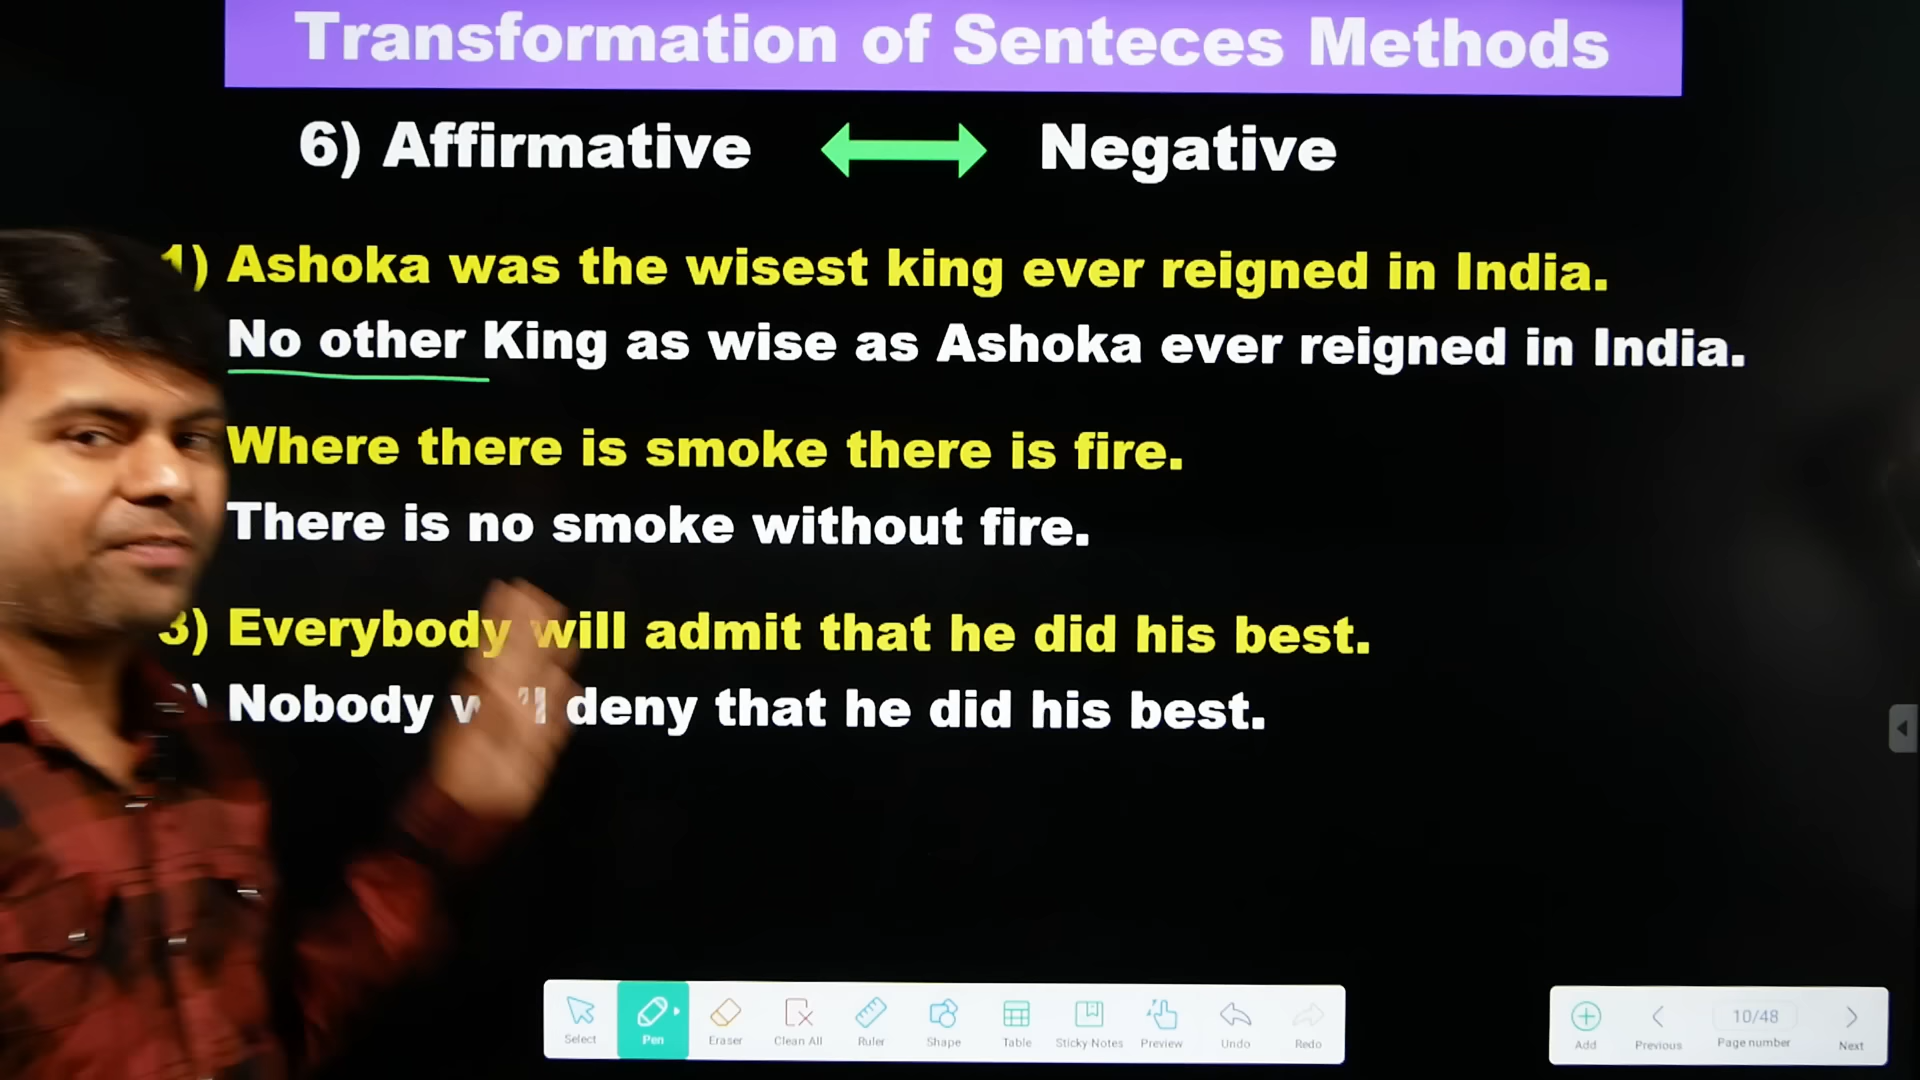 Transformation of Senteces Methods
6) Affirmative Negative
1) Ashoka was the wisest king ever reigned in India.
No other King as wise as Ashoka ever reigned in India.
Where there is smoke there is fire.
There is no smoke without fire.
3) Everybody will admit that he did his best.
Nobody deny that he did his best.
Select Pen Eraser Clean All Ruler Shape Table Sticky Notes Preview Undo Redo
Add Previous 10/48 Page number Next